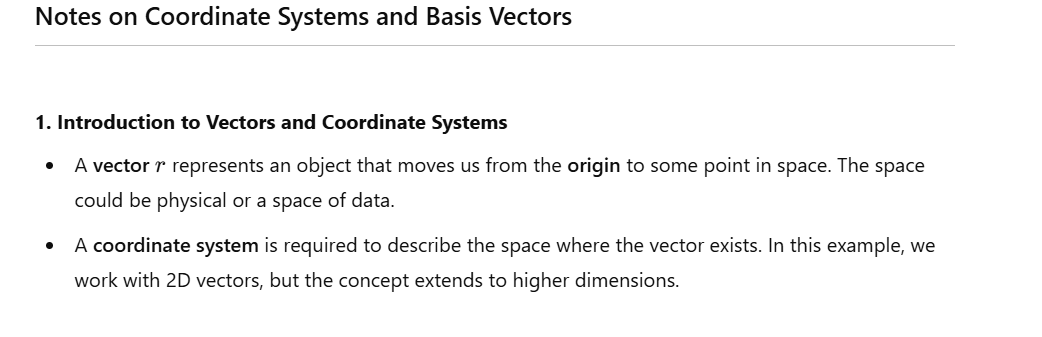 Notes on Coordinate Systems and Basis Vectors
1. Introduction to Vectors and Coordinate Systems
• A vector r represents an object that moves us from the origin to some point in space. The space
could be physical or a space of data.
• A coordinate system is required to describe the space where the vector exists. In this example, we
work with 2D vectors, but the concept extends to higher dimensions.